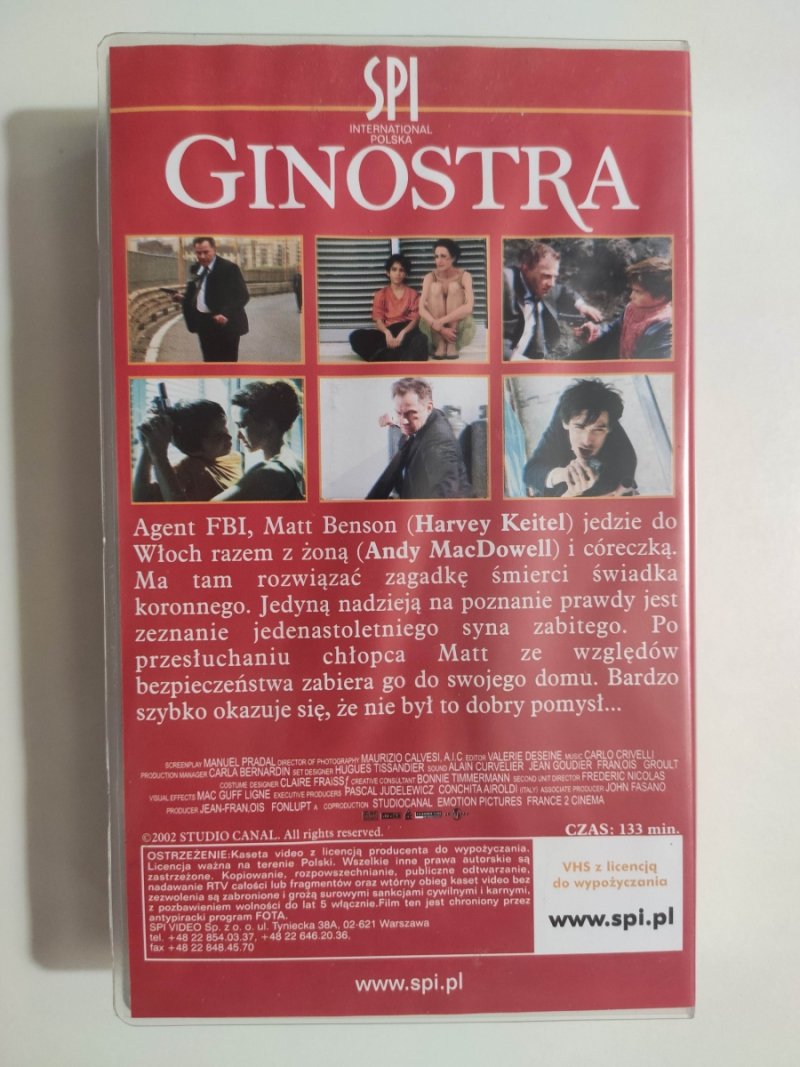 SPI
INTERNATIONAL
POLSKA
GINOSTRA
Agent FBI, Matt Benson (Harvey Keitel) jedzie do
Włoch razem z żoną (Andy MacDowell) i córeczką.
Ma tam rozwiązać zagadkę śmierci świadka
koronnego. Jedyną nadzieją na poznanie prawdy jest
zeznanie jedenastoletniego syna zabitego. Po
przesłuchaniu chłopca Matt ze względów
bezpieczeństwa zabiera go do swojego domu. Bardzo
szybko okazuje się, że nie był to dobry pomysł...
SCREENPLAY MANUEL PRADAL DIRECTOR OF PHOTOGRAPHY MAURIZIO CALVESI, A.I.C EDITOR VALERIE DESEINE MUSIC CARLO CRIVELLI
PRODUCTION MANAGER CARLA BERNARDIN SET DESIGNER HUGUES TISSANDIER SOUND ALAIN CURVELIER JEAN GOUDIER FRAN,OIS GROULT
COSTUME DESIGNER CLAIRE FRAISSƒ CREATIVE CONSULTANT BONNIE TIMMERMANN SECOND UNIT DIRECTOR FREDERIC NICOLAS
VISUAL EFFECTS MAC GUFF LIGNE EXECUTIVE PRODUCERS PASCAL JUDELEWICZ CONCHITA AIROLDI (ITALY) ASSOCIATE PRODUCER JOHN FASANO
PRODUCER JEAN-FRAN,OIS FONLUPT A COPRODUCTION STUDIOCANAL EMOTION PICTURES FRANCE 2 CINEMA
©2002 STUDIO CANAL. All rights reserved.
CZAS: 133 min.
OSTRZEŻENIE:Kaseta video z licencją producenta do wypożyczania.
Licencja ważna na terenie Polski. Wszelkie inne prawa autorskie są
zastrzeżone. Kopiowanie, rozpowszechnianie, publiczne odtwarzanie,
nadawanie RTV całości lub fragmentów oraz wtórny obieg kaset video bez
zezwolenia są zabronione i grożą surowymi sankcjami cywilnymi i karnymi,
z pozbawieniem wolności do lat 5 włącznie.Film ten jest chroniony przez
antypiracki program FOTA.
SPI VIDEO Sp. z o. o. ul. Tyniecka 38A, 02-621 Warszawa
tel. +48 22 854.03.37, +48 22 646.20.36,
fax +48 22 848.45.70
VHS z licencją
do wypożyczania
www.spi.pl
www.spi.pl